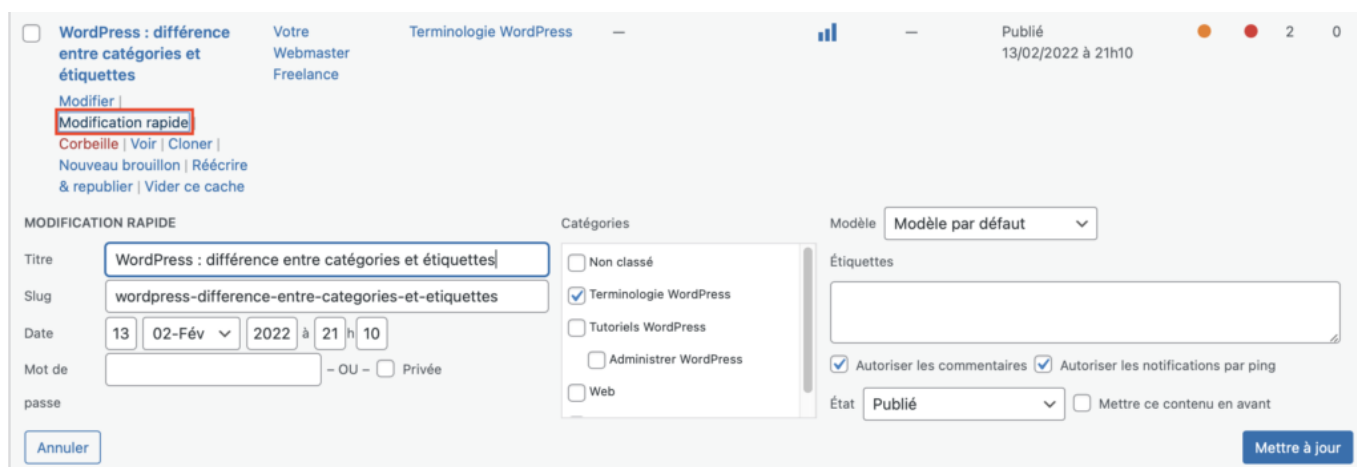 WordPress : différence entre catégories et étiquettes
Votre Webmaster Freelance
Terminologie WordPress
—
—
Publié
13/02/2022 à 21h10
2
0
Modifier |
Modification rapide |
Corbeille | Voir | Cloner |
Nouveau brouillon | Réécrire
& republier | Vider ce cache
MODIFICATION RAPIDE
Titre
WordPress : différence entre catégories et étiquettes
Slug
wordpress-difference-entre-categories-et-etiquettes
Date
13 02-Fév 2022 à 21 h 10
Mot de passe
– OU – Privée
Catégories
Non classé
Terminologie WordPress
Tutoriels WordPress
Administrer WordPress
Web
Modèle Modèle par défaut
Étiquettes
Autoriser les commentaires Autoriser les notifications par ping
État Publié Mettre ce contenu en avant
Annuler
Mettre à jour